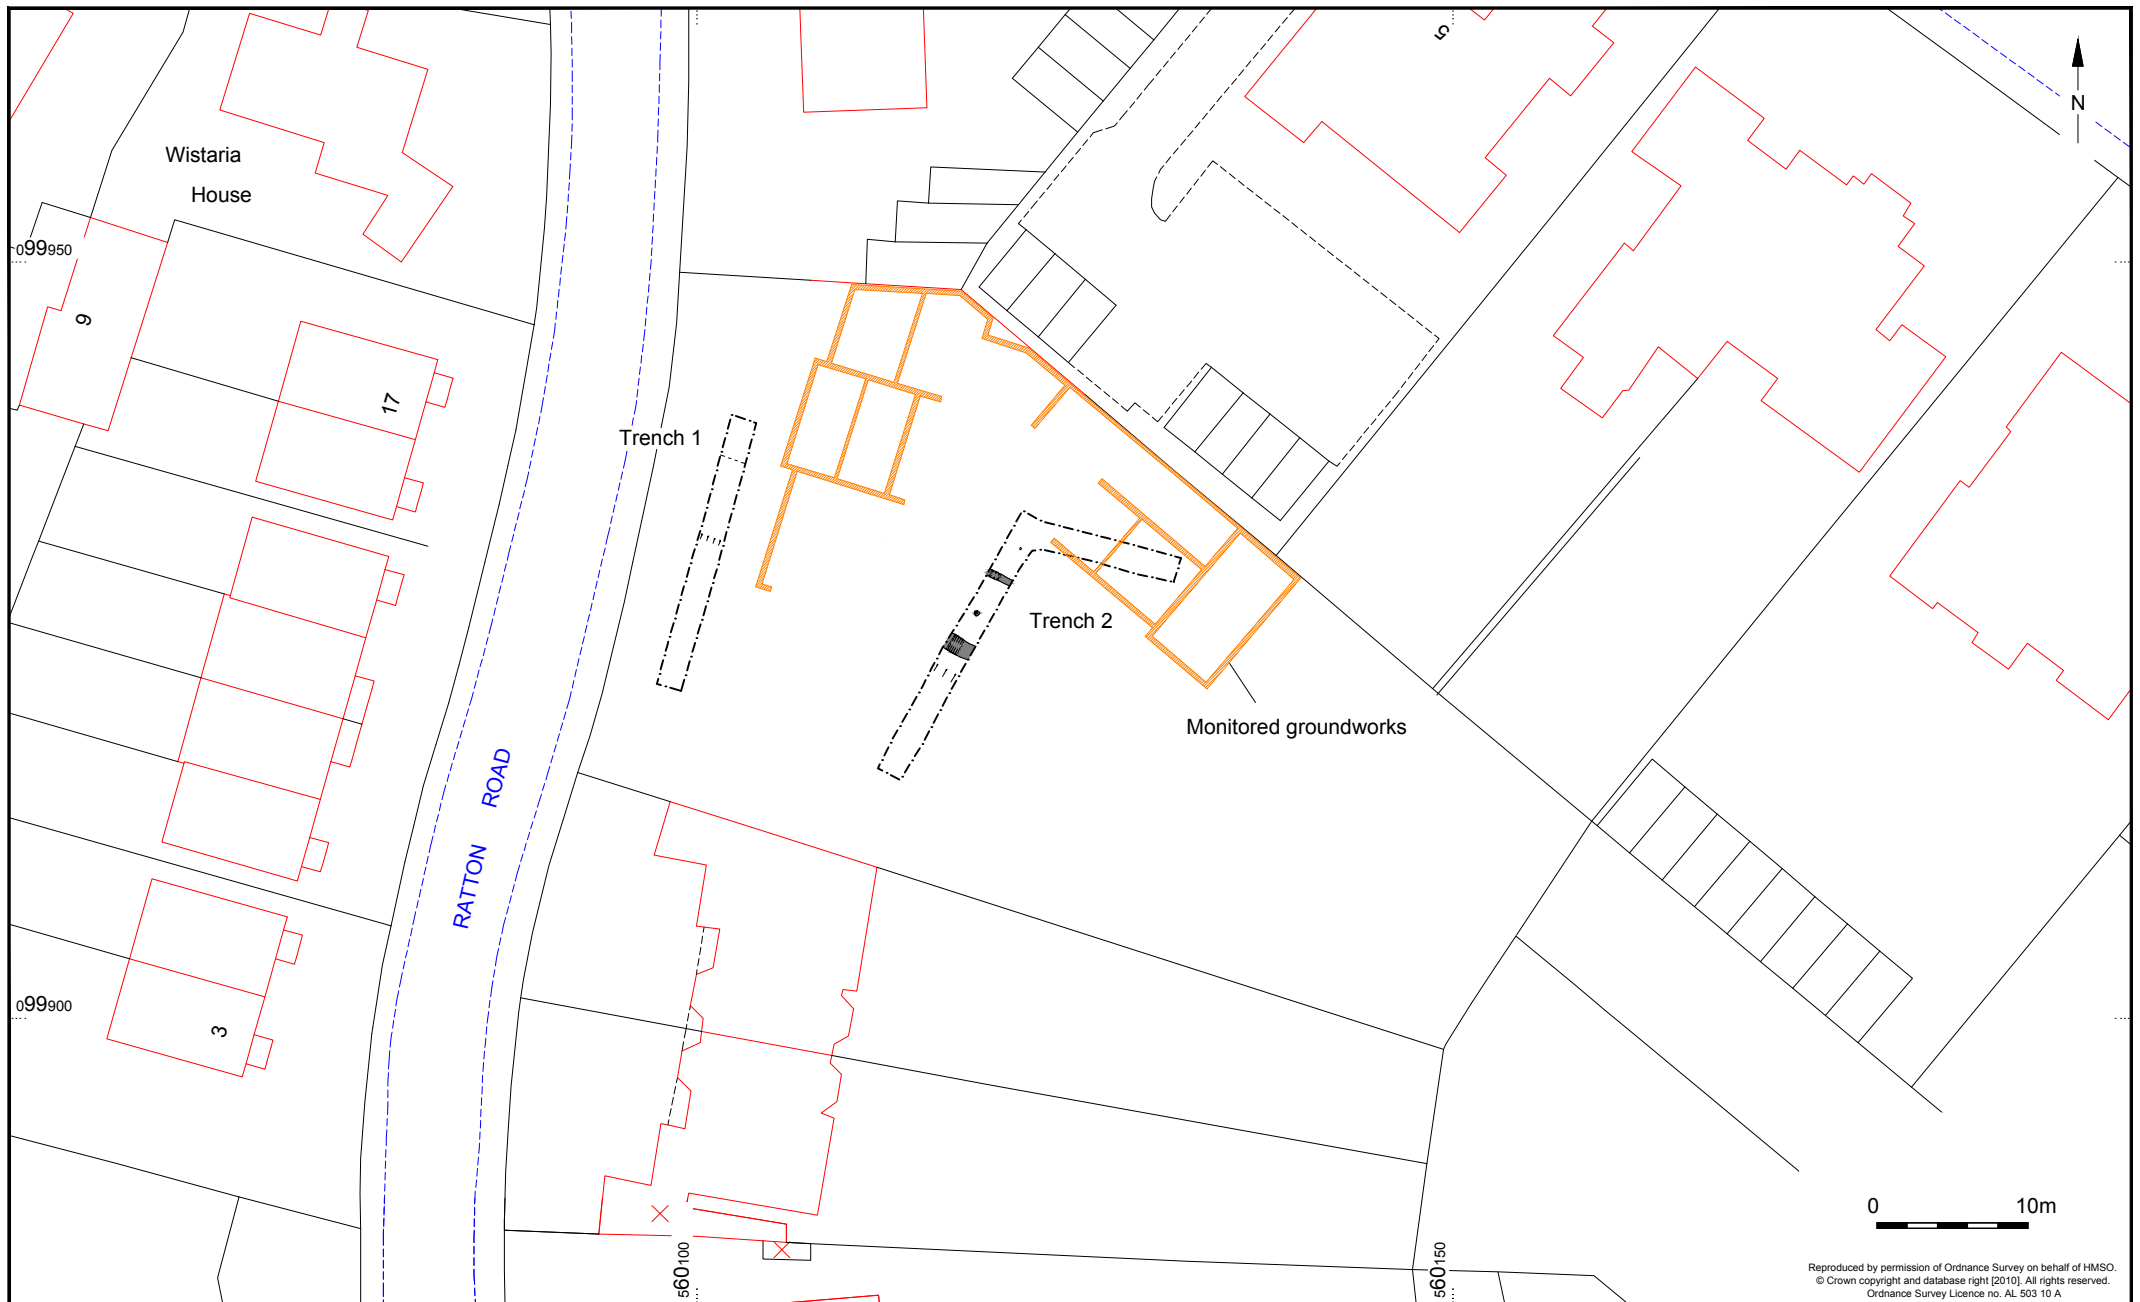 5
N
Wistaria
House
099950
9
17
Trench 1
Trench 2
Monitored groundworks
RATTON ROAD
099900
3
0 10m
560100
560150
Reproduced by permission of Ordnance Survey on behalf of HMSO.
© Crown copyright and database right [2010]. All rights reserved.
Ordnance Survey Licence no. AL 503 10 A